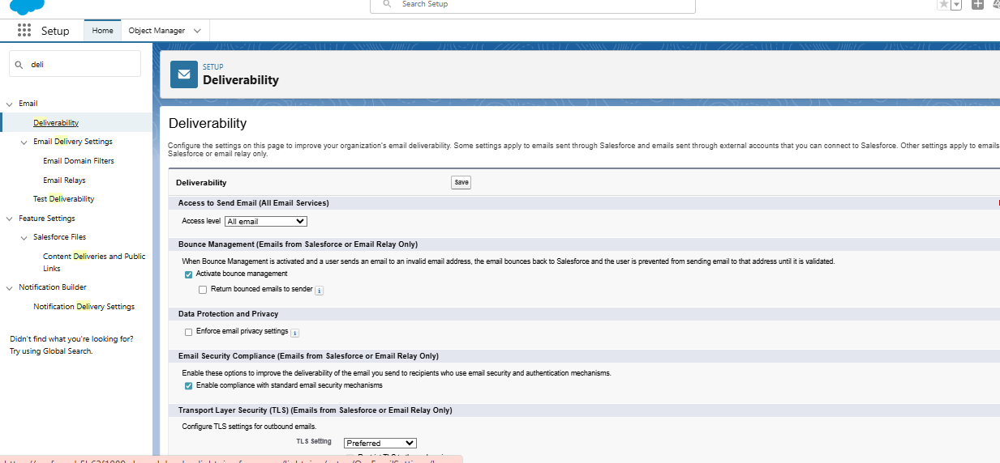 Search Setup
Setup
Home
Object Manager
deli
SETUP
Deliverability
Email
Deliverability
Email Delivery Settings
Email Domain Filters
Email Relays
Test Deliverability
Feature Settings
Salesforce Files
Content Deliveries and Public
Links
Notification Builder
Notification Delivery Settings
Didn't find what you're looking for?
Try using Global Search.
Deliverability
Configure the settings on this page to improve your organization's email deliverability. Some settings apply to emails sent through Salesforce and emails sent through external accounts that you can connect to Salesforce. Other settings apply to emails
Salesforce or email relay only.
Deliverability
Save
Access to Send Email (All Email Services)
Access level All email
Bounce Management (Emails from Salesforce or Email Relay Only)
When Bounce Management is activated and a user sends an email to an invalid email address, the email bounces back to Salesforce and the user is prevented from sending email to that address until it is validated.
Activate bounce management
Return bounced emails to sender i
Data Protection and Privacy
Enforce email privacy settings i
Email Security Compliance (Emails from Salesforce or Email Relay Only)
Enable these options to improve the deliverability of the email you send to recipients who use email security and authentication mechanisms.
Enable compliance with standard email security mechanisms
Transport Layer Security (TLS) (Emails from Salesforce or Email Relay Only)
Configure TLS settings for outbound emails.
TLS Setting Preferred